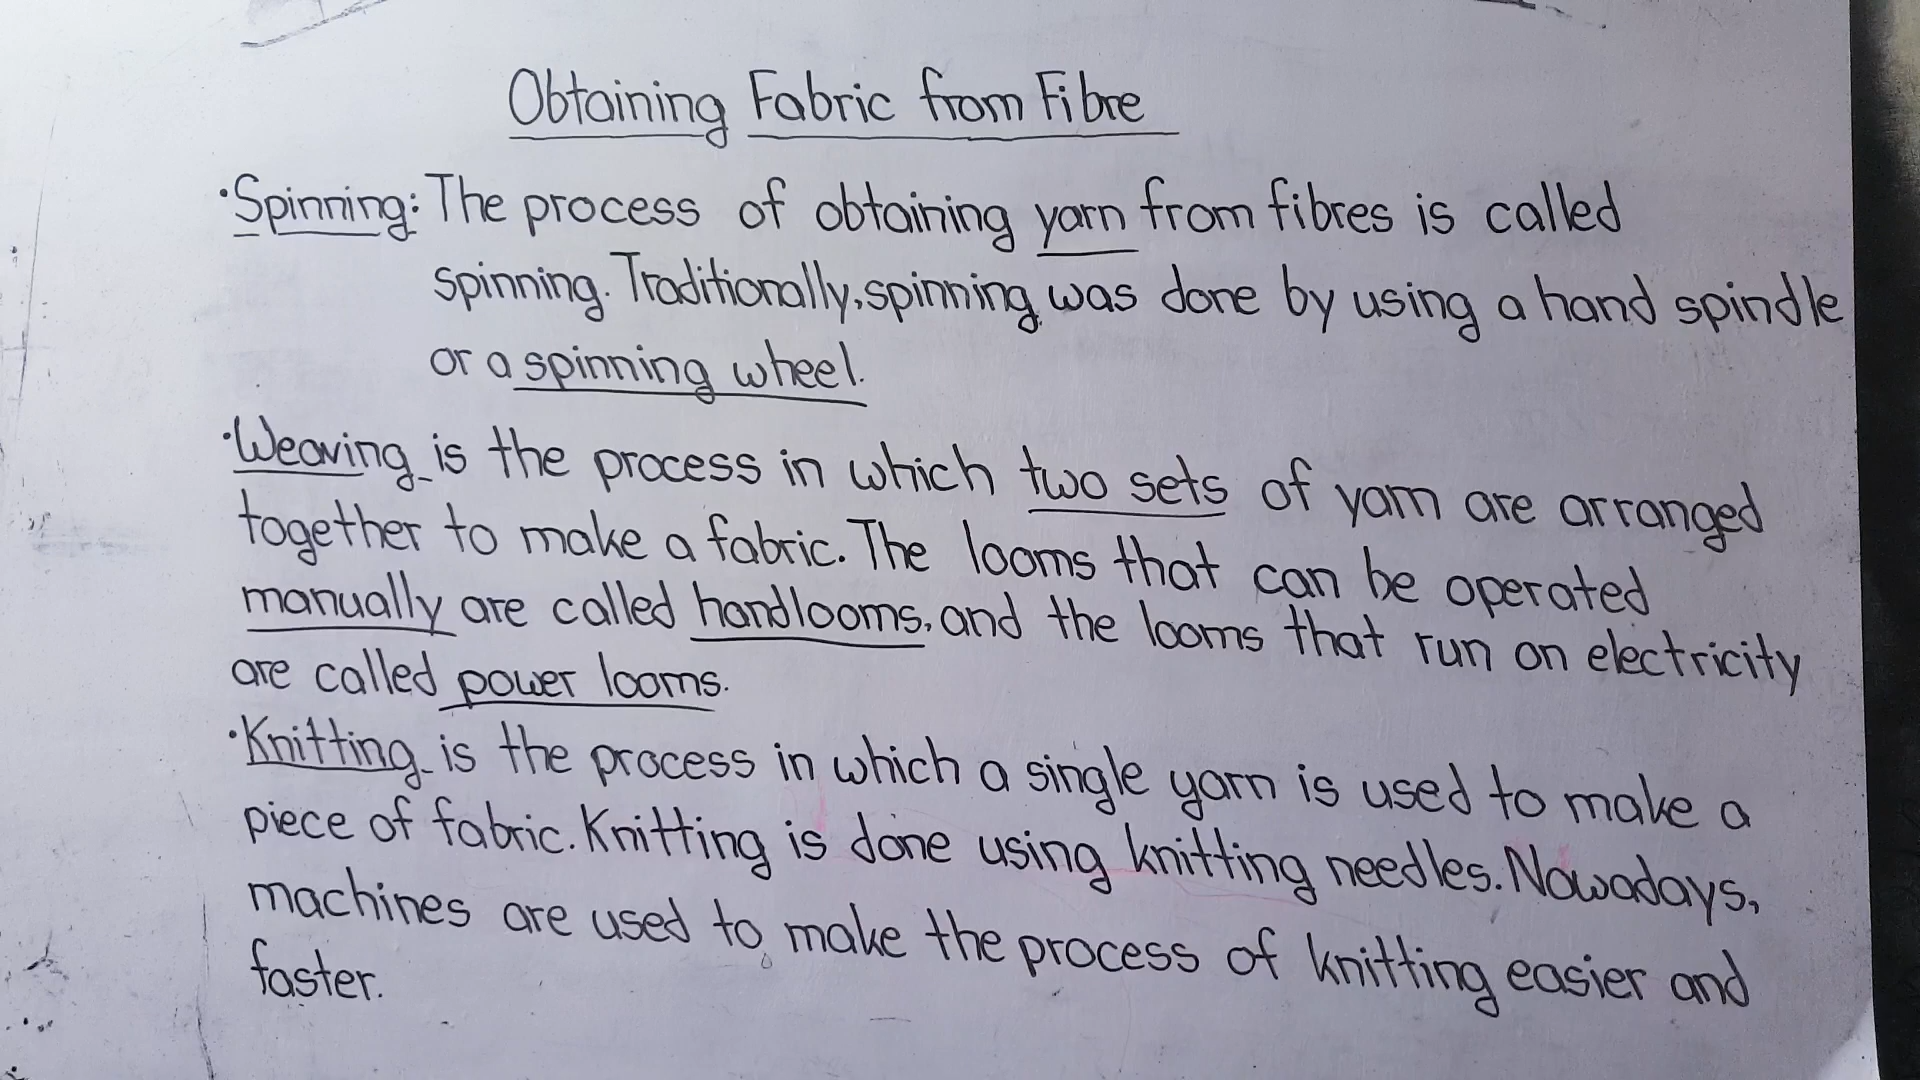 Obtaining Fabric from Fibre
•Spinning: The process of obtaining yarn from fibres is called
spinning. Traditionally, spinning was done by using a hand spindle
or a spinning wheel.
•Weaving is the process in which two sets of yarn are arranged
together to make a fabric. The looms that can be operated
manually are called handlooms, and the looms that run on electricity
are called power looms.
•Knitting is the process in which a single yarn is used to make a
piece of fabric. Knitting is done using knitting needles. Nowadays,
machines are used to make the process of knitting easier and
faster.